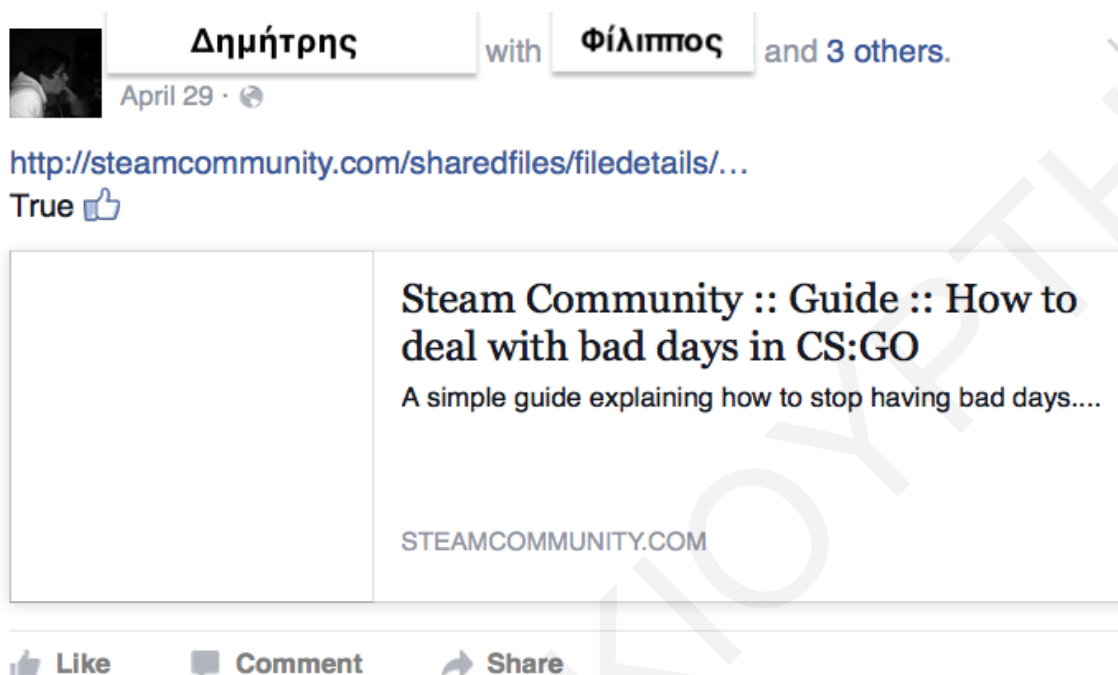 Δημήτρης with Φίλιππος and 3 others.
April 29 ·
http://steamcommunity.com/sharedfiles/filedetails/...
True
Steam Community :: Guide :: How to
deal with bad days in CS:GO
A simple guide explaining how to stop having bad days....
STEAMCOMMUNITY.COM
Like Comment Share